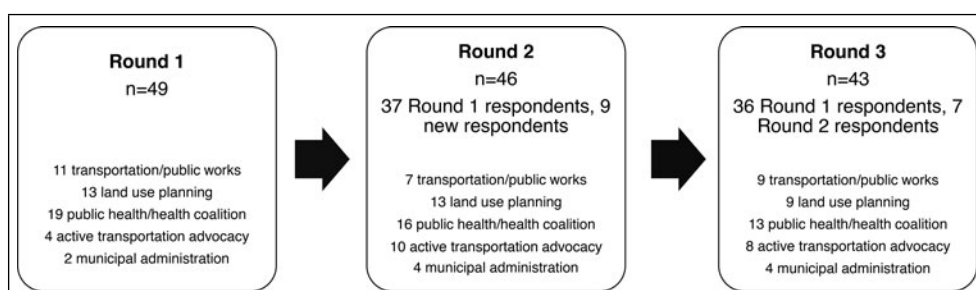 Round 1
n=49
11 transportation/public works
13 land use planning
19 public health/health coalition
4 active transportation advocacy
2 municipal administration
Round 2
n=46
37 Round 1 respondents, 9
new respondents
7 transportation/public works
13 land use planning
16 public health/health coalition
10 active transportation advocacy
4 municipal administration
Round 3
n=43
36 Round 1 respondents, 7
Round 2 respondents
9 transportation/public works
9 land use planning
13 public health/health coalition
8 active transportation advocacy
4 municipal administration